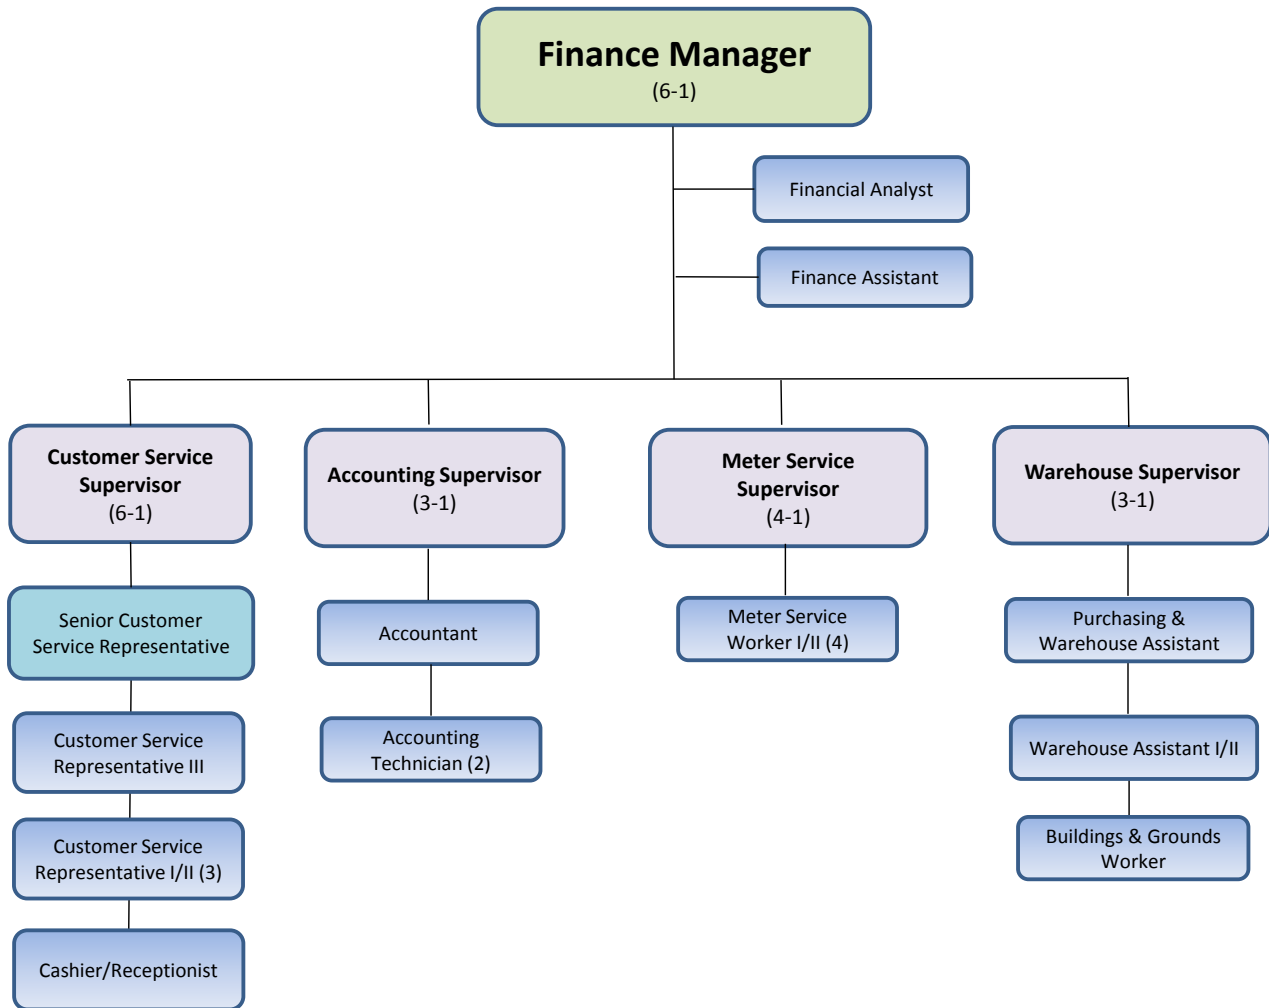 Finance Manager
(6-1)
Financial Analyst
Finance Assistant
Customer Service
Supervisor
(6-1)
Accounting Supervisor
(3-1)
Meter Service
Supervisor
(4-1)
Warehouse Supervisor
(3-1)
Senior Customer
Service Representative
Accountant
Meter Service
Worker I/II (4)
Purchasing &
Warehouse Assistant
Customer Service
Representative III
Accounting
Technician (2)
Warehouse Assistant I/II
Customer Service
Representative I/II (3)
Buildings & Grounds
Worker
Cashier/Receptionist